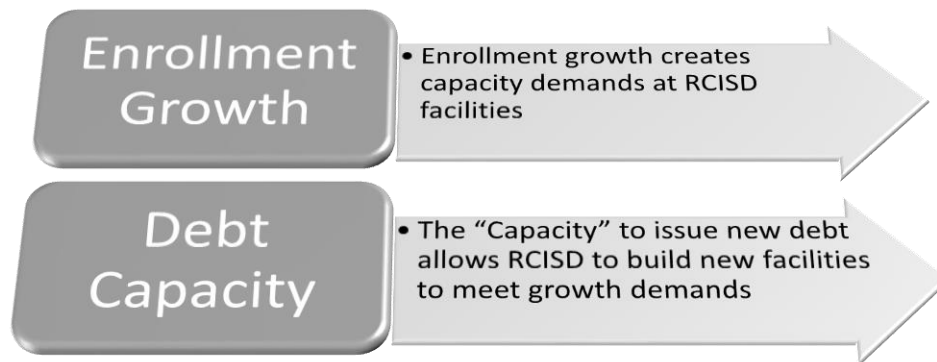 Enrollment
Growth
• Enrollment growth creates
capacity demands at RCISD
facilities
Debt
Capacity
• The “Capacity” to issue new debt
allows RCISD to build new facilities
to meet growth demands